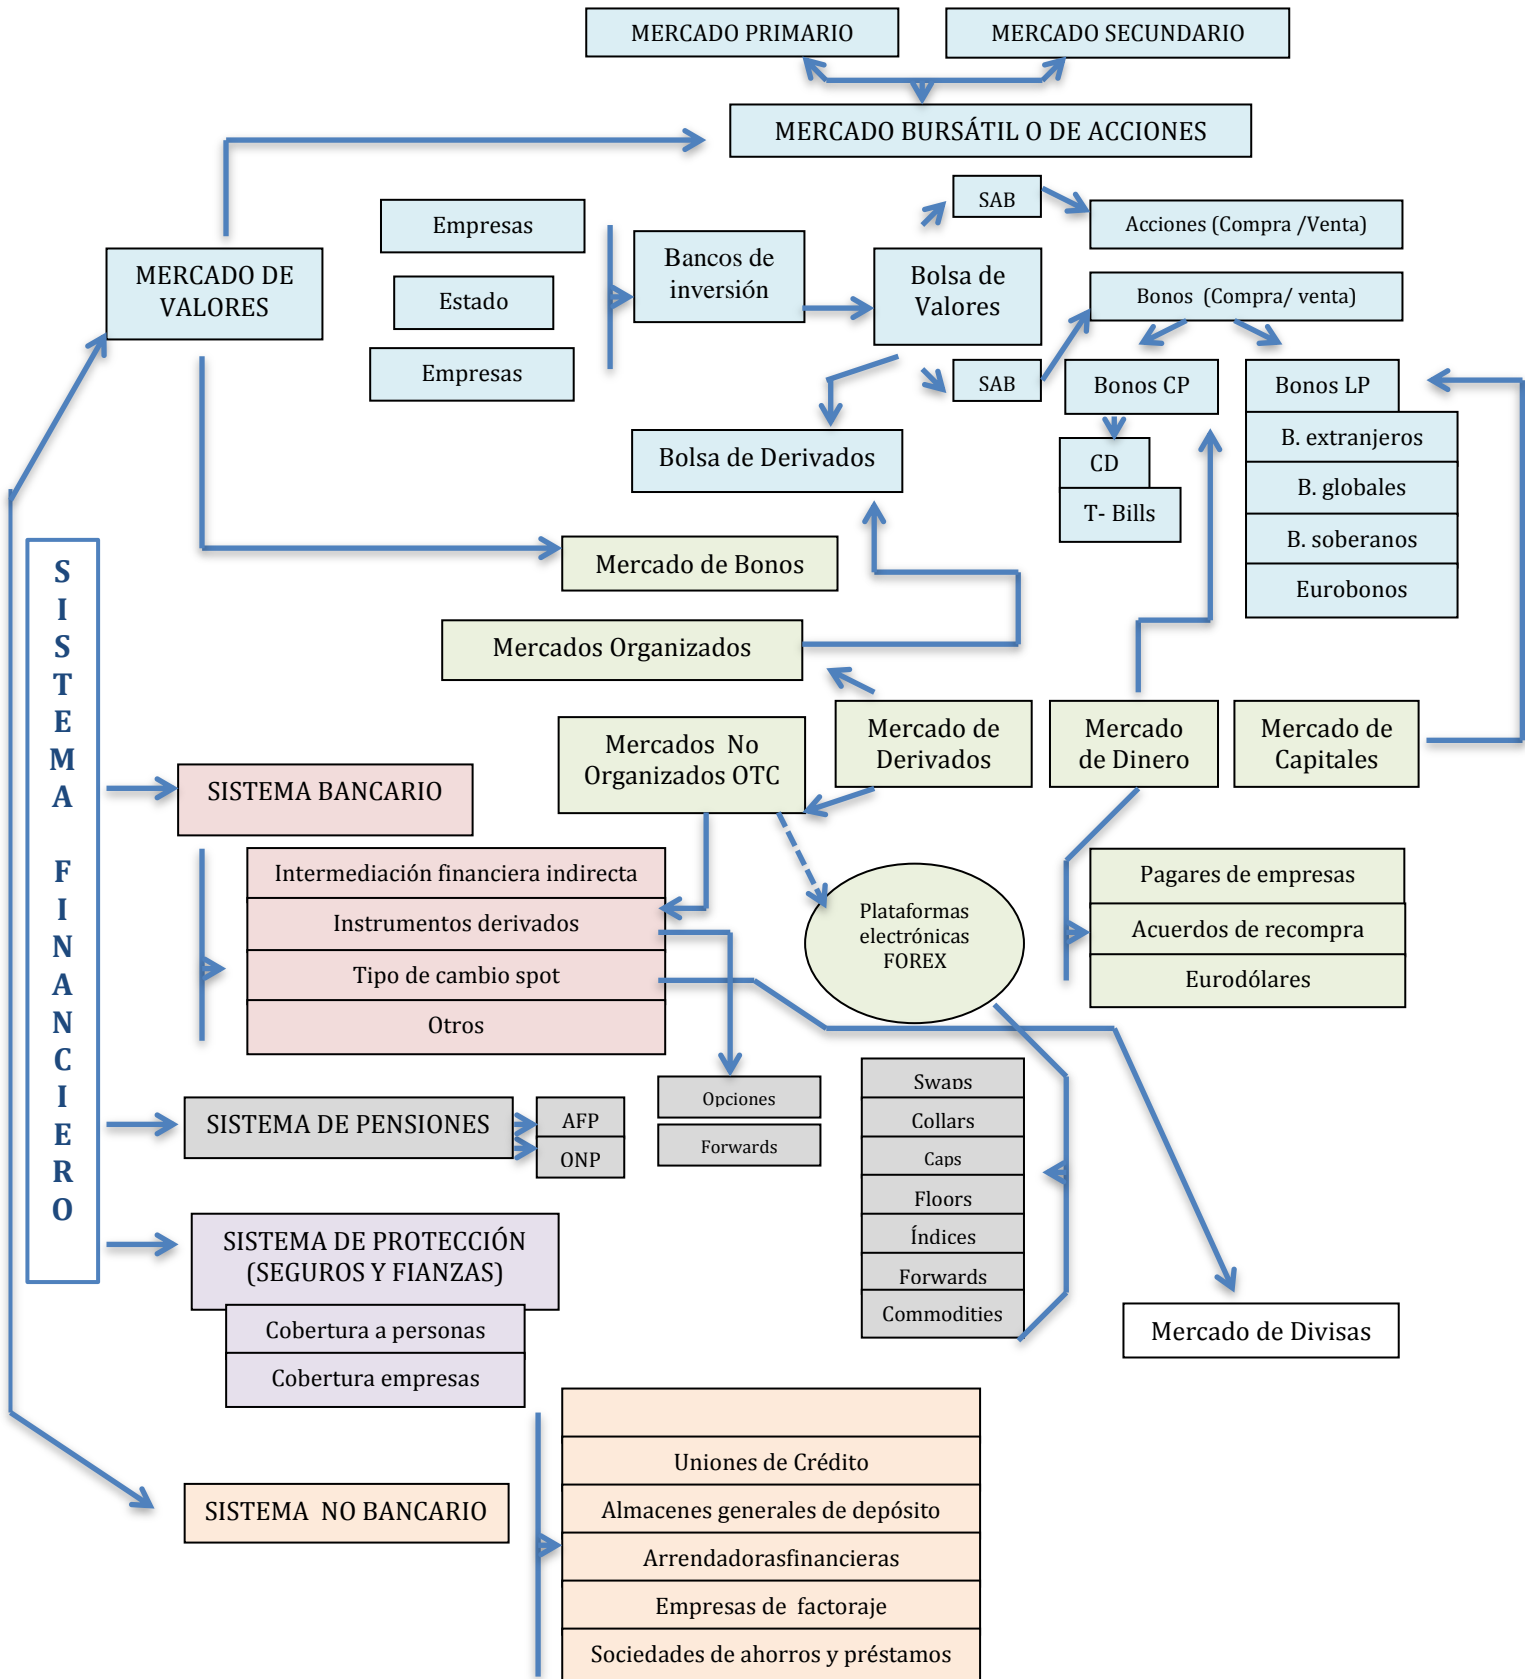 MERCADO PRIMARIO
MERCADO SECUNDARIO
MERCADO BURSÁTIL O DE ACCIONES
SAB
Empresas
Acciones (Compra /Venta)
MERCADO DE
VALORES
Bancos de
inversión
Bolsa de
Valores
Estado
Bonos (Compra/ venta)
Empresas
SAB
Bonos CP
Bonos LP
Bolsa de Derivados
B. extranjeros
CD
B. globales
T- Bills
B. soberanos
Mercado de Bonos
Eurobonos
Mercados Organizados
SISTEMA FINANCIERO
Mercados No
Organizados OTC
Mercado de
Derivados
Mercado
de Dinero
Mercado de
Capitales
SISTEMA BANCARIO
Intermediación financiera indirecta
Instrumentos derivados
Tipo de cambio spot
Otros
Plataformas
electrónicas
FOREX
Pagares de empresas
Acuerdos de recompra
Eurodólares
Opciones
Forwards
Swaps
Collars
Caps
Floors
Índices
Forwards
Commodities
SISTEMA DE PENSIONES
AFP
ONP
SISTEMA DE PROTECCIÓN
(SEGUROS Y FIANZAS)
Cobertura a personas
Cobertura empresas
Mercado de Divisas
SISTEMA NO BANCARIO
Uniones de Crédito
Almacenes generales de depósito
Arrendadorasfinancieras
Empresas de factoraje
Sociedades de ahorros y préstamos